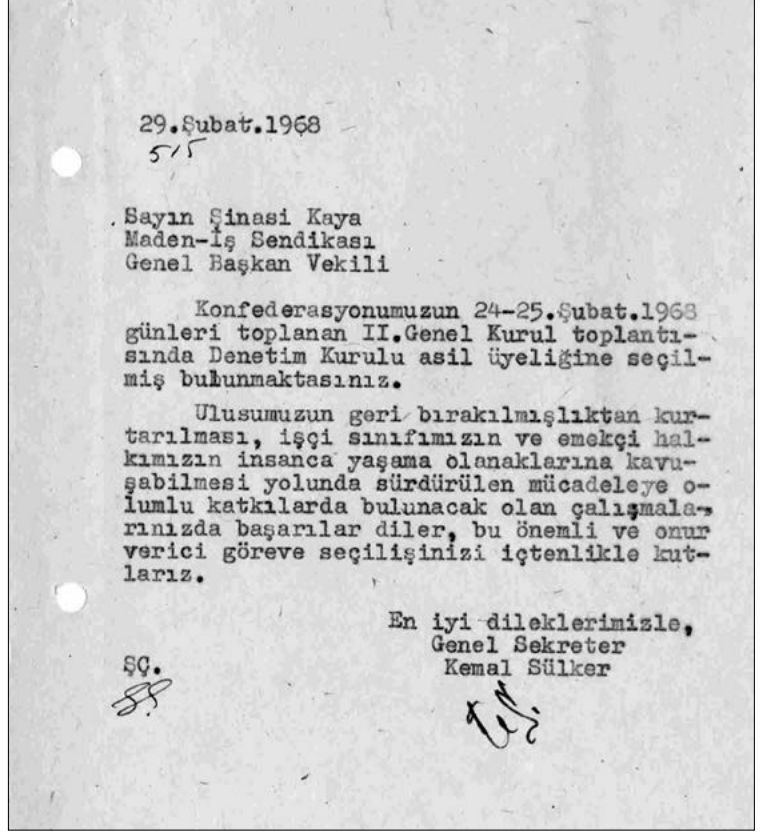 29.Şubat.1968
515
Sayın Şinasi Kaya
Maden-İş Sendikası
Genel Başkan Vekili
Konfederasyonumuzun 24-25.Şubat.1968
günleri toplanan II.Genel Kurul toplantı-
sında Denetim Kurulu asil üyeliğine seçil-
miş bulunmaktasınız.
Ulusumuzun geri bırakılmışlıktan kur-
tarılması, işçi sınıfımızın ve emekçi hal-
kımızın insanca yaşama olanaklarına kavu-
şabilmesi yolunda sürdürülen mücadeleye o-
lumlu katkılarda bulunacak olan çalışmala-
rınızda başarılar diler, bu önemli ve onur
verici göreve seçilişinizi içtenlikle kut-
larız.
En iyi dileklerimizle,
Genel Sekreter
Kemal Sülker
ŞÇ.